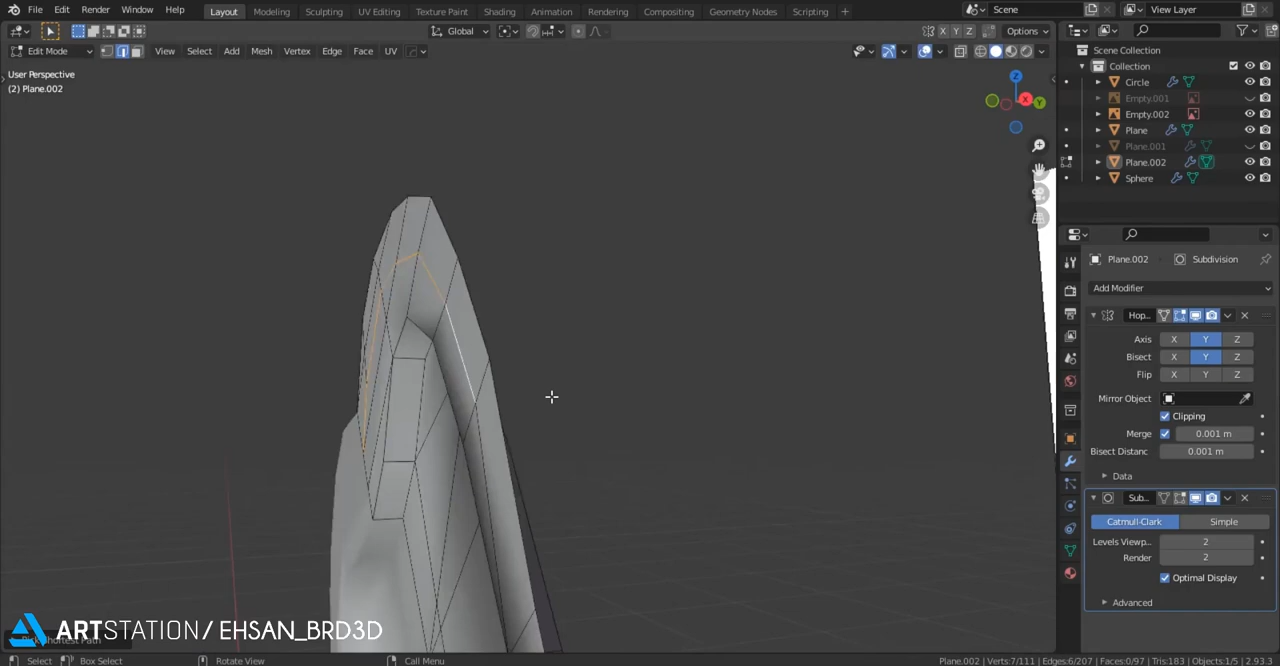 File Edit Render Window Help Layout Modeling Sculpting UV Editing Texture Paint Shading Animation Rendering Compositing Geometry Nodes Scripting + Scene View Layer
Global Options
Edit Mode View Select Add Mesh Vertex Edge Face UV X Y Z
User Perspective
(2) Plane.002
Z
X
Y
Scene Collection
Collection
Circle
Empty.001
Empty.002
Plane
Plane.001
Plane.002
Sphere
Plane.002 Subdivision
Add Modifier
Hop..
Axis X Y Z
Bisect X Y Z
Flip X Y Z
Mirror Object
Clipping
Merge 0.001 m
Bisect Distanc 0.001 m
Data
Sub..
Catmull-Clark Simple
Levels Viewp.. 2
Render 2
Optimal Display
Advanced
ARTSTATION/ EHSAN_BRD3D
Select Box Select Rotate View Call Menu Plane.002 | Verts:7/111 | Edges:6/207 | Faces:0/97 | Tris:183 | Objects:1/5 | 2.93.3